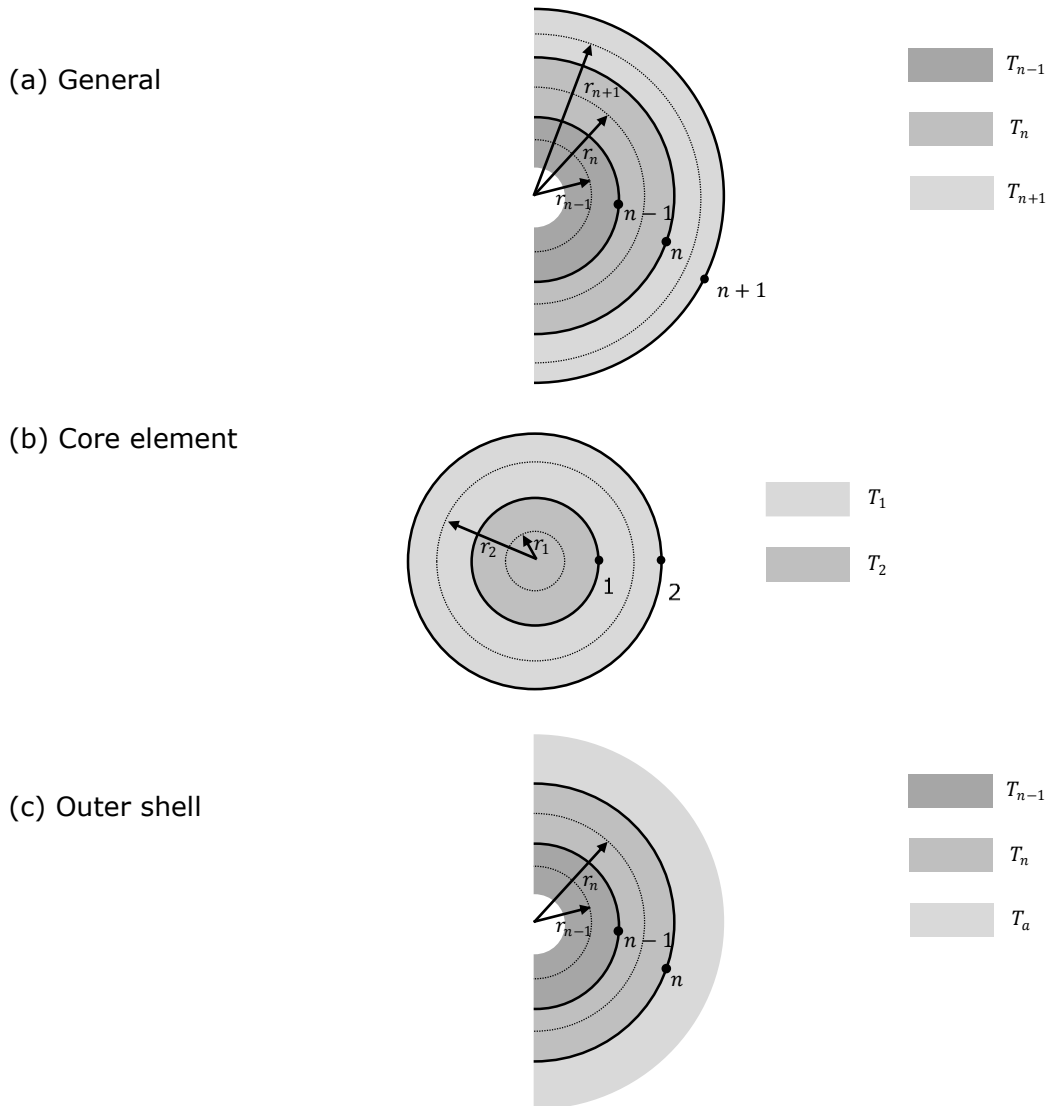 (a) General
r_{n+1}
r_n
r_{n−1}
n − 1
n
n + 1
T_{n−1}
T_n
T_{n+1}
(b) Core element
r_2
r_1
1
2
T_1
T_2
(c) Outer shell
r_n
r_{n−1}
n − 1
n
T_{n−1}
T_n
T_a